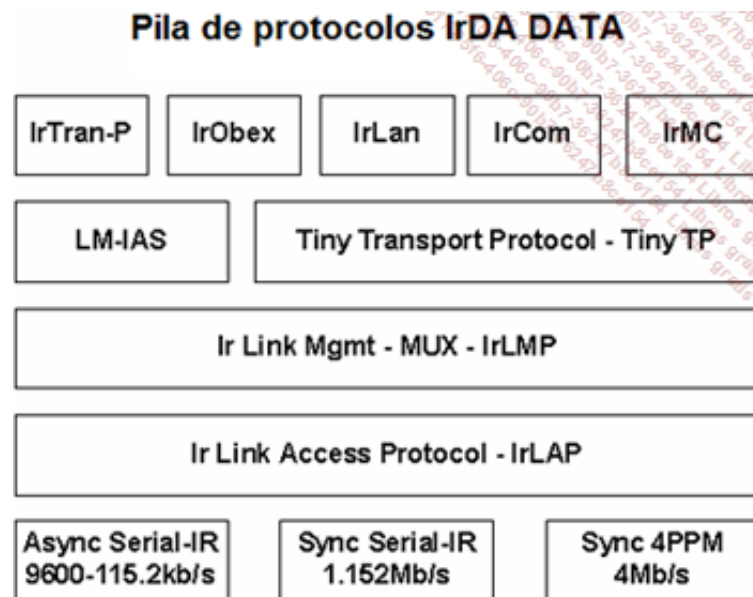 Pila de protocolos IrDA DATA
IrTran-P
IrObex
IrLan
IrCom
IrMC
LM-IAS
Tiny Transport Protocol - Tiny TP
Ir Link Mgmt - MUX - IrLMP
Ir Link Access Protocol - IrLAP
Async Serial-IR
9600-115.2kb/s
Sync Serial-IR
1.152Mb/s
Sync 4PPM
4Mb/s